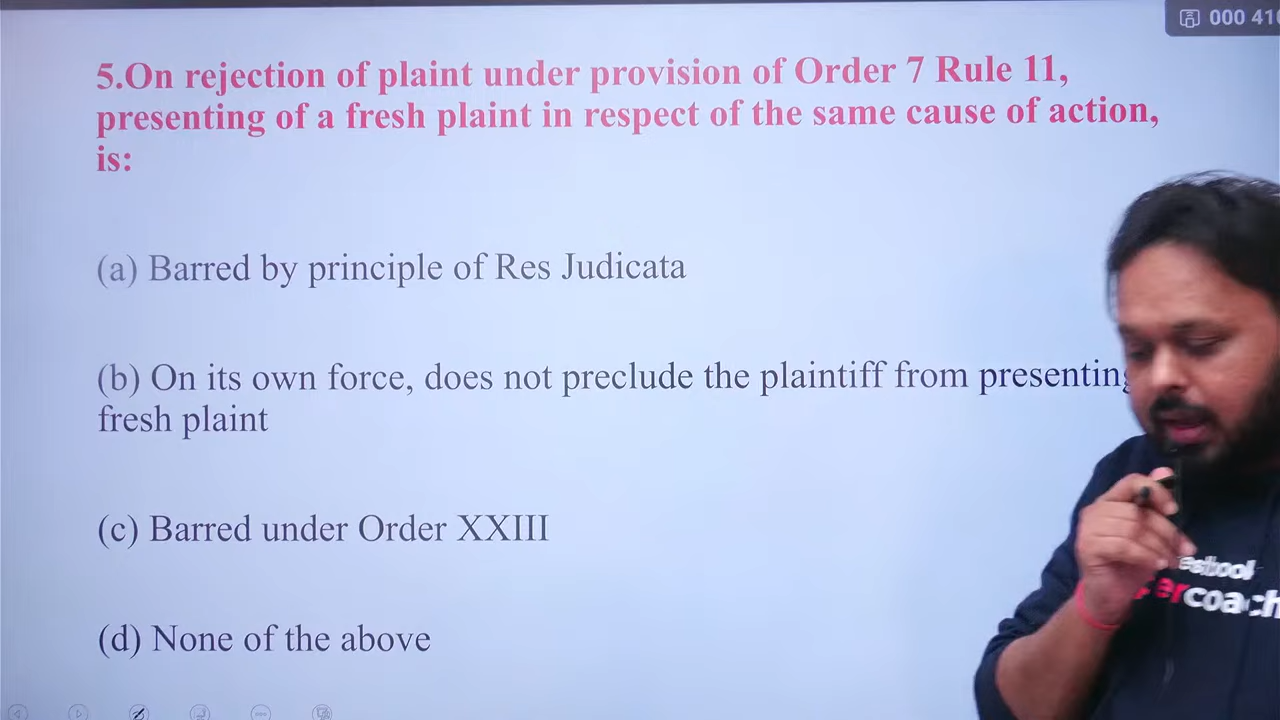 000 410
5.On rejection of plaint under provision of Order 7 Rule 11,
presenting of a fresh plaint in respect of the same cause of action,
is:
(a) Barred by principle of Res Judicata
(b) On its own force, does not preclude the plaintiff from presenting
fresh plaint
(c) Barred under Order XXIII
(d) None of the above